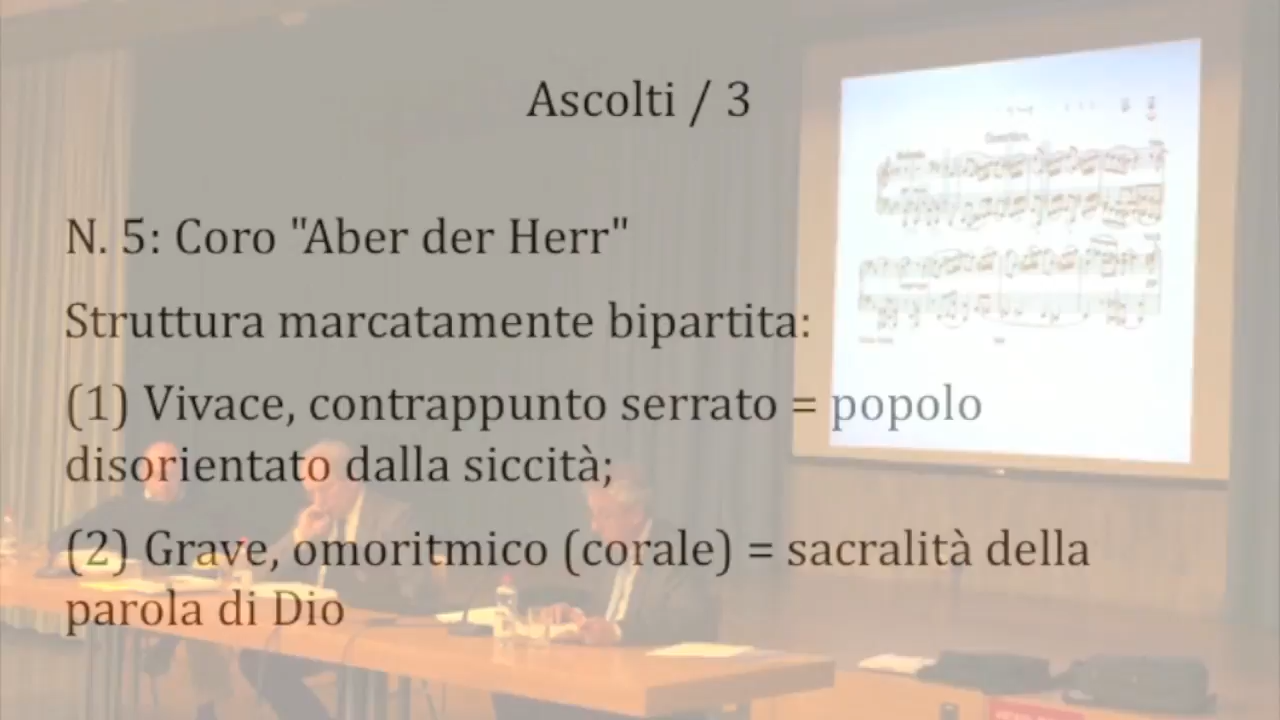 Ascolti / 3
N. 5: Coro "Aber der Herr"
Struttura marcatamente bipartita:
(1) Vivace, contrappunto serrato = popolo
disorientato dalla siccità;
(2) Grave, omoritmico (corale) = sacralità della
parola di Dio